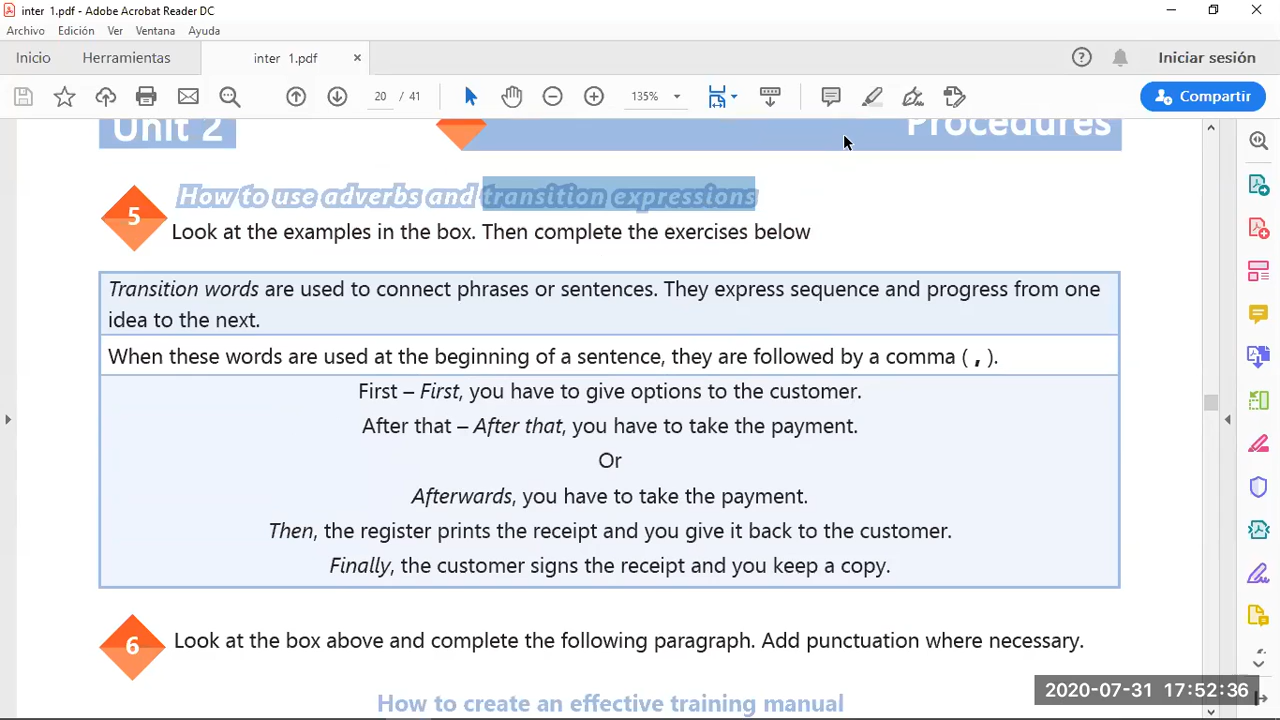 inter 1.pdf - Adobe Acrobat Reader DC
Archivo Edición Ver Ventana Ayuda
Inicio Herramientas inter 1.pdf × Iniciar sesión
20 / 41 135% Compartir
Unit 2 Procedures
5 How to use adverbs and transition expressions
Look at the examples in the box. Then complete the exercises below
Transition words are used to connect phrases or sentences. They express sequence and progress from one
idea to the next.
When these words are used at the beginning of a sentence, they are followed by a comma ( , ).
First – First, you have to give options to the customer.
After that – After that, you have to take the payment.
Or
Afterwards, you have to take the payment.
Then, the register prints the receipt and you give it back to the customer.
Finally, the customer signs the receipt and you keep a copy.
6 Look at the box above and complete the following paragraph. Add punctuation where necessary.
How to create an effective training manual
2020-07-31 17:52:36